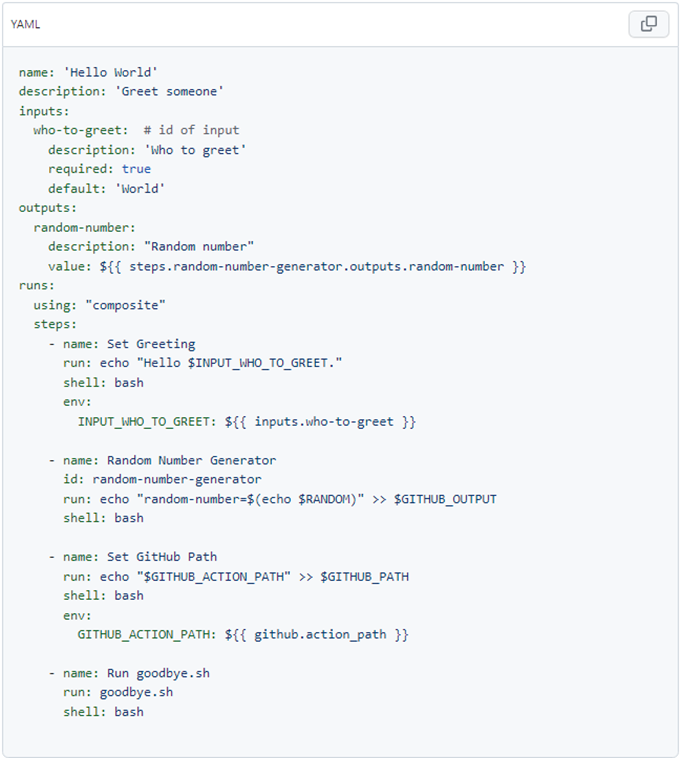 YAML
name: 'Hello World'
description: 'Greet someone'
inputs:
  who-to-greet:  # id of input
    description: 'Who to greet'
    required: true
    default: 'World'
outputs:
  random-number:
    description: "Random number"
    value: ${{ steps.random-number-generator.outputs.random-number }}
runs:
  using: "composite"
  steps:
    - name: Set Greeting
      run: echo "Hello $INPUT_WHO_TO_GREET."
      shell: bash
      env:
        INPUT_WHO_TO_GREET: ${{ inputs.who-to-greet }}

    - name: Random Number Generator
      id: random-number-generator
      run: echo "random-number=$(echo $RANDOM)" >> $GITHUB_OUTPUT
      shell: bash

    - name: Set GitHub Path
      run: echo "$GITHUB_ACTION_PATH" >> $GITHUB_PATH
      shell: bash
      env:
        GITHUB_ACTION_PATH: ${{ github.action_path }}

    - name: Run goodbye.sh
      run: goodbye.sh
      shell: bash